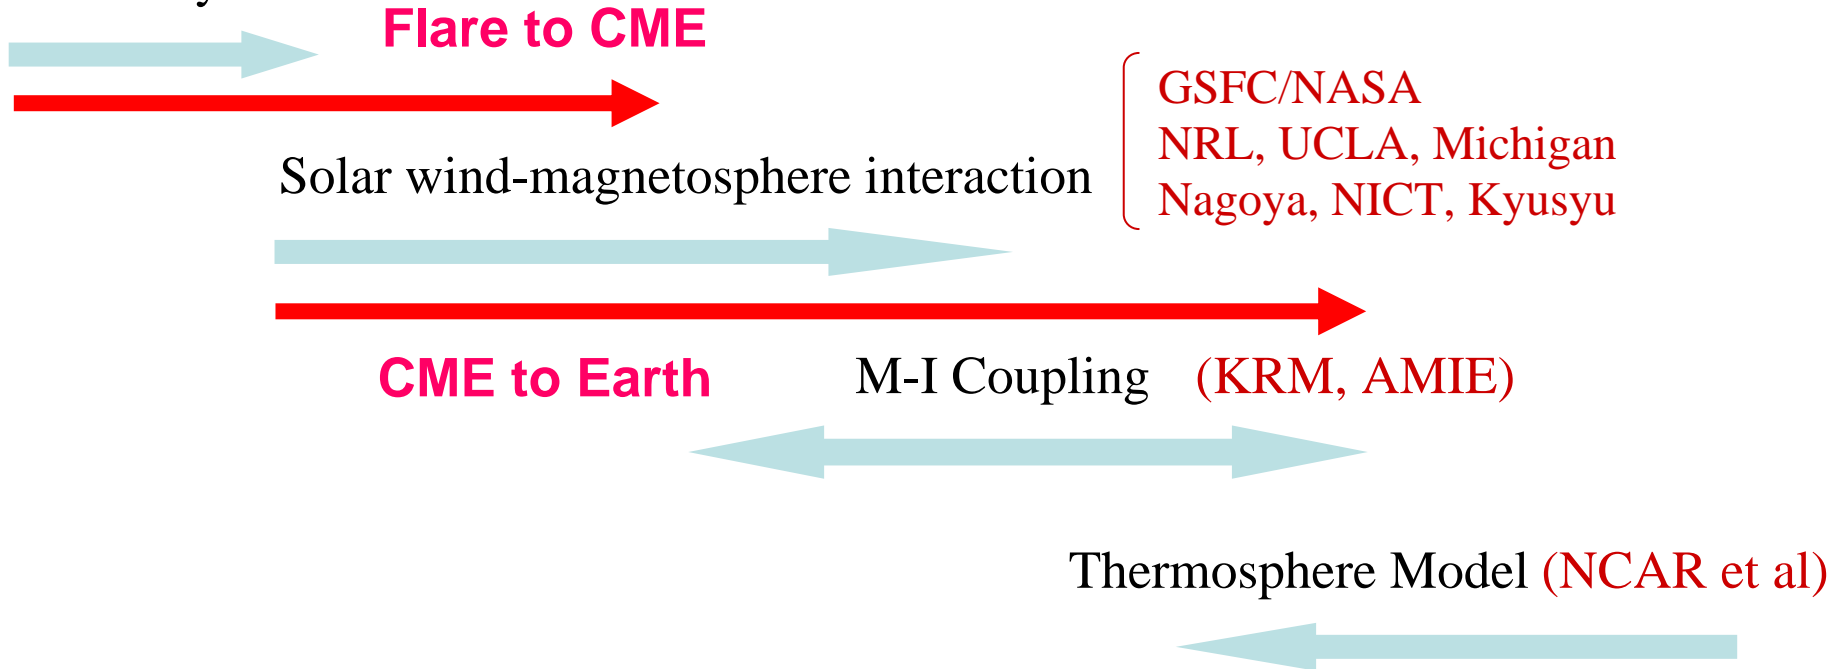 Flare to CME
GSFC/NASA
NRL, UCLA, Michigan
Solar wind-magnetosphere interaction
Nagoya, NICT, Kyusyu
CME to Earth
M-I Coupling (KRM, AMIE)
Thermosphere Model (NCAR et al)